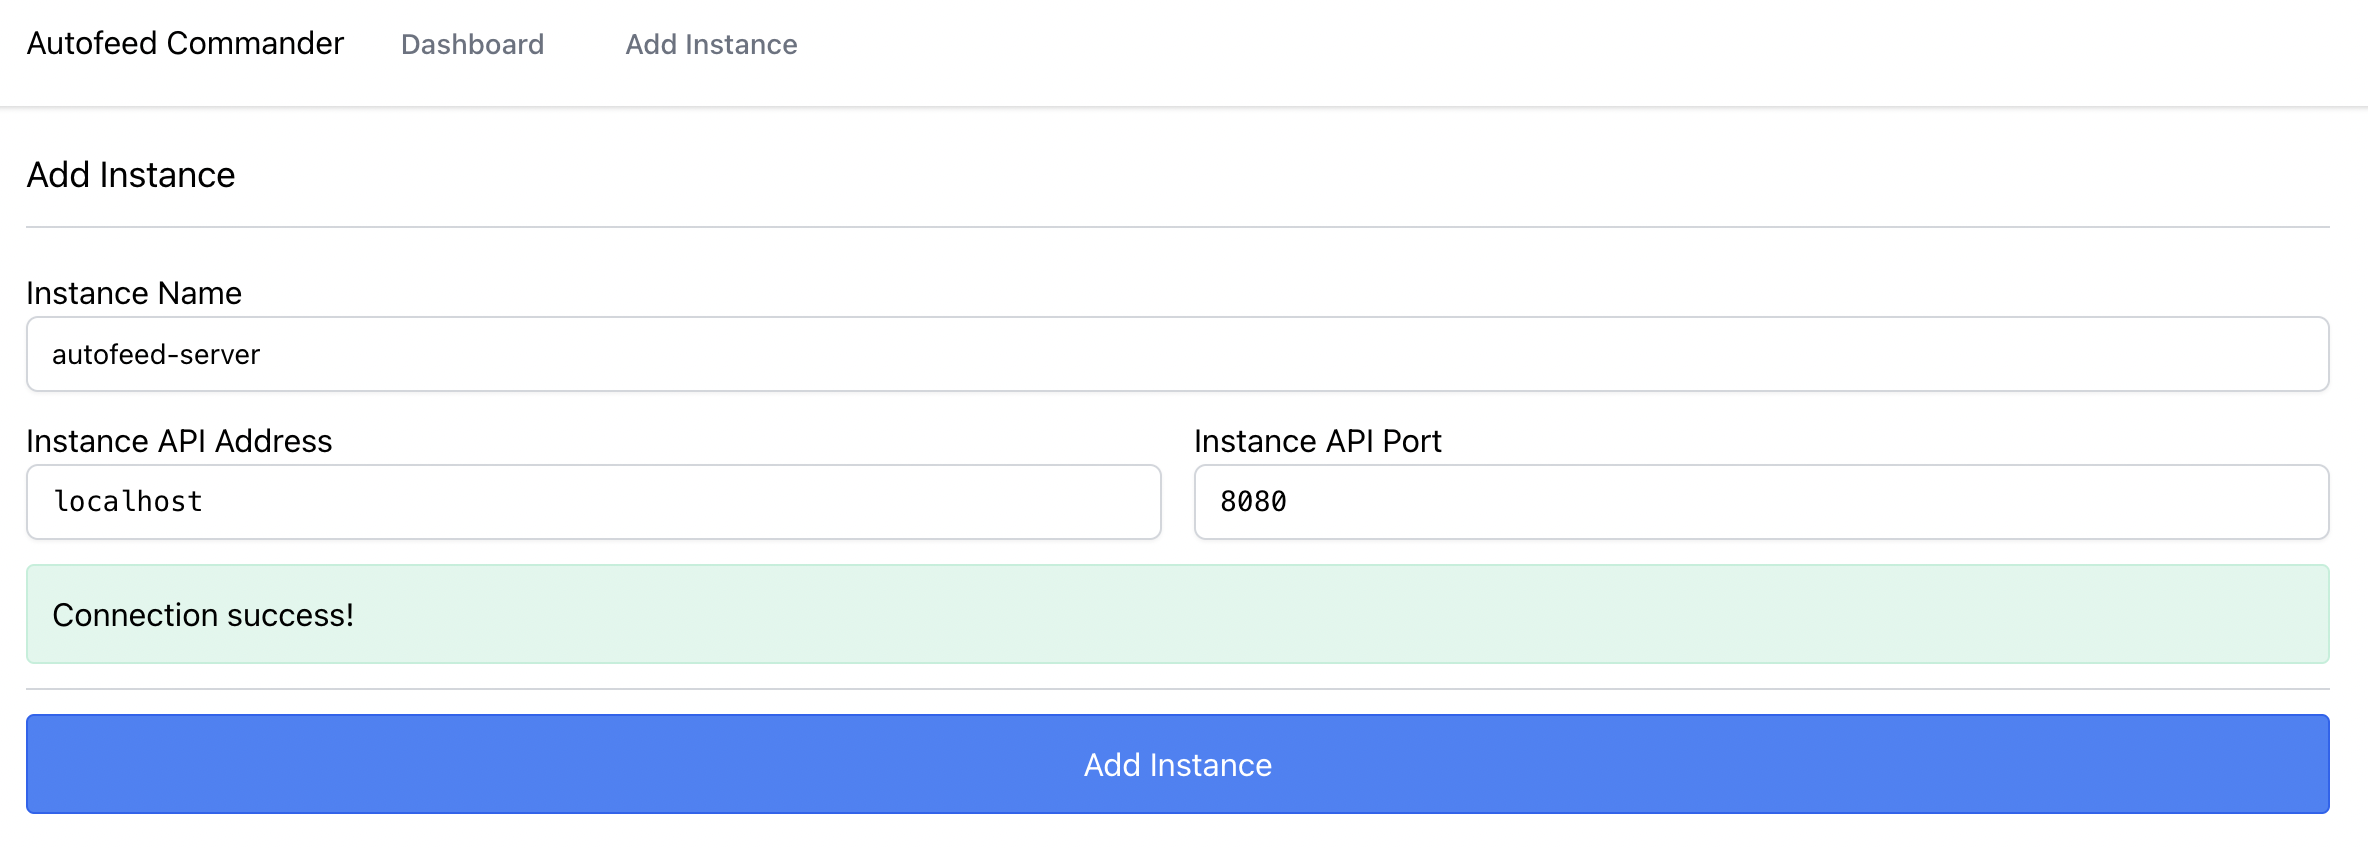 Autofeed Commander Dashboard Add Instance
Add Instance
Instance Name
autofeed-server
Instance API Address Instance API Port
localhost 8080
Connection success!
Add Instance